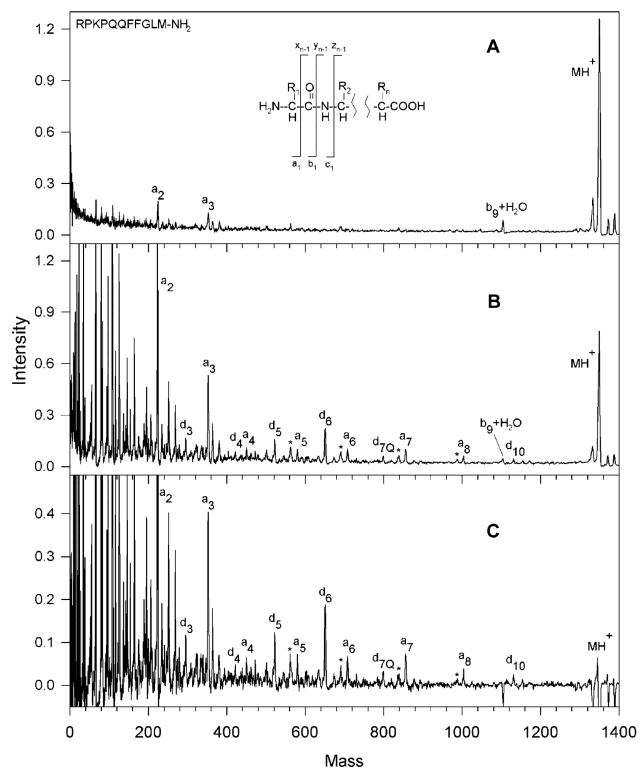 RPKPQQFFGLM-NH₂
A
xₙ₋₁ yₙ₋₁ zₙ₋₁
R₁ O R₂ Rₙ
H₂N C C N C C COOH
H H H H
a₁ b₁ c₁
MH⁺
a₂ a₃ b₉+H₂O
1.2
0.9
0.6
0.3
0.0
B
a₂
a₃
d₃ d₄ a₄ d₅ * a₅ d₆ * a₆ d₇Q * a₇ * a₈ b₉+H₂O d₁₀
MH⁺
1.2
0.9
0.6
0.3
0.0
Intensity
C
a₂ a₃
d₃ d₄ a₄ d₅ * a₅ d₆ * a₆ d₇Q * a₇ * a₈ d₁₀
MH⁺
0.4
0.3
0.2
0.1
0.0
0 200 400 600 800 1000 1200 1400
Mass